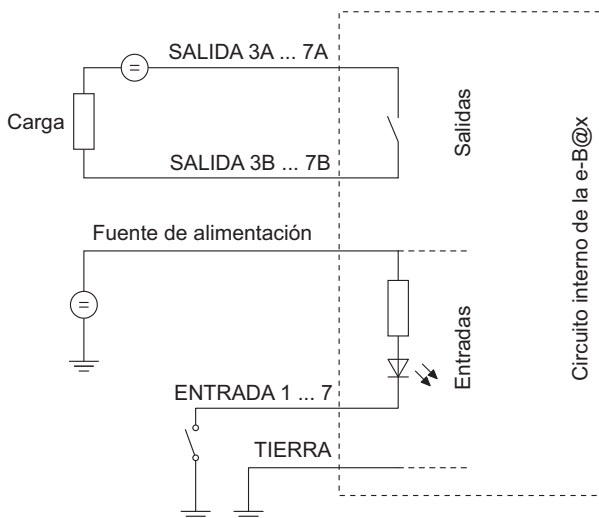 SALIDA 3A ... 7A
Carga
SALIDA 3B ... 7B
Salidas
Fuente de alimentación
ENTRADA 1 ... 7
Entradas
TIERRA
Circuito interno de la e-B@x